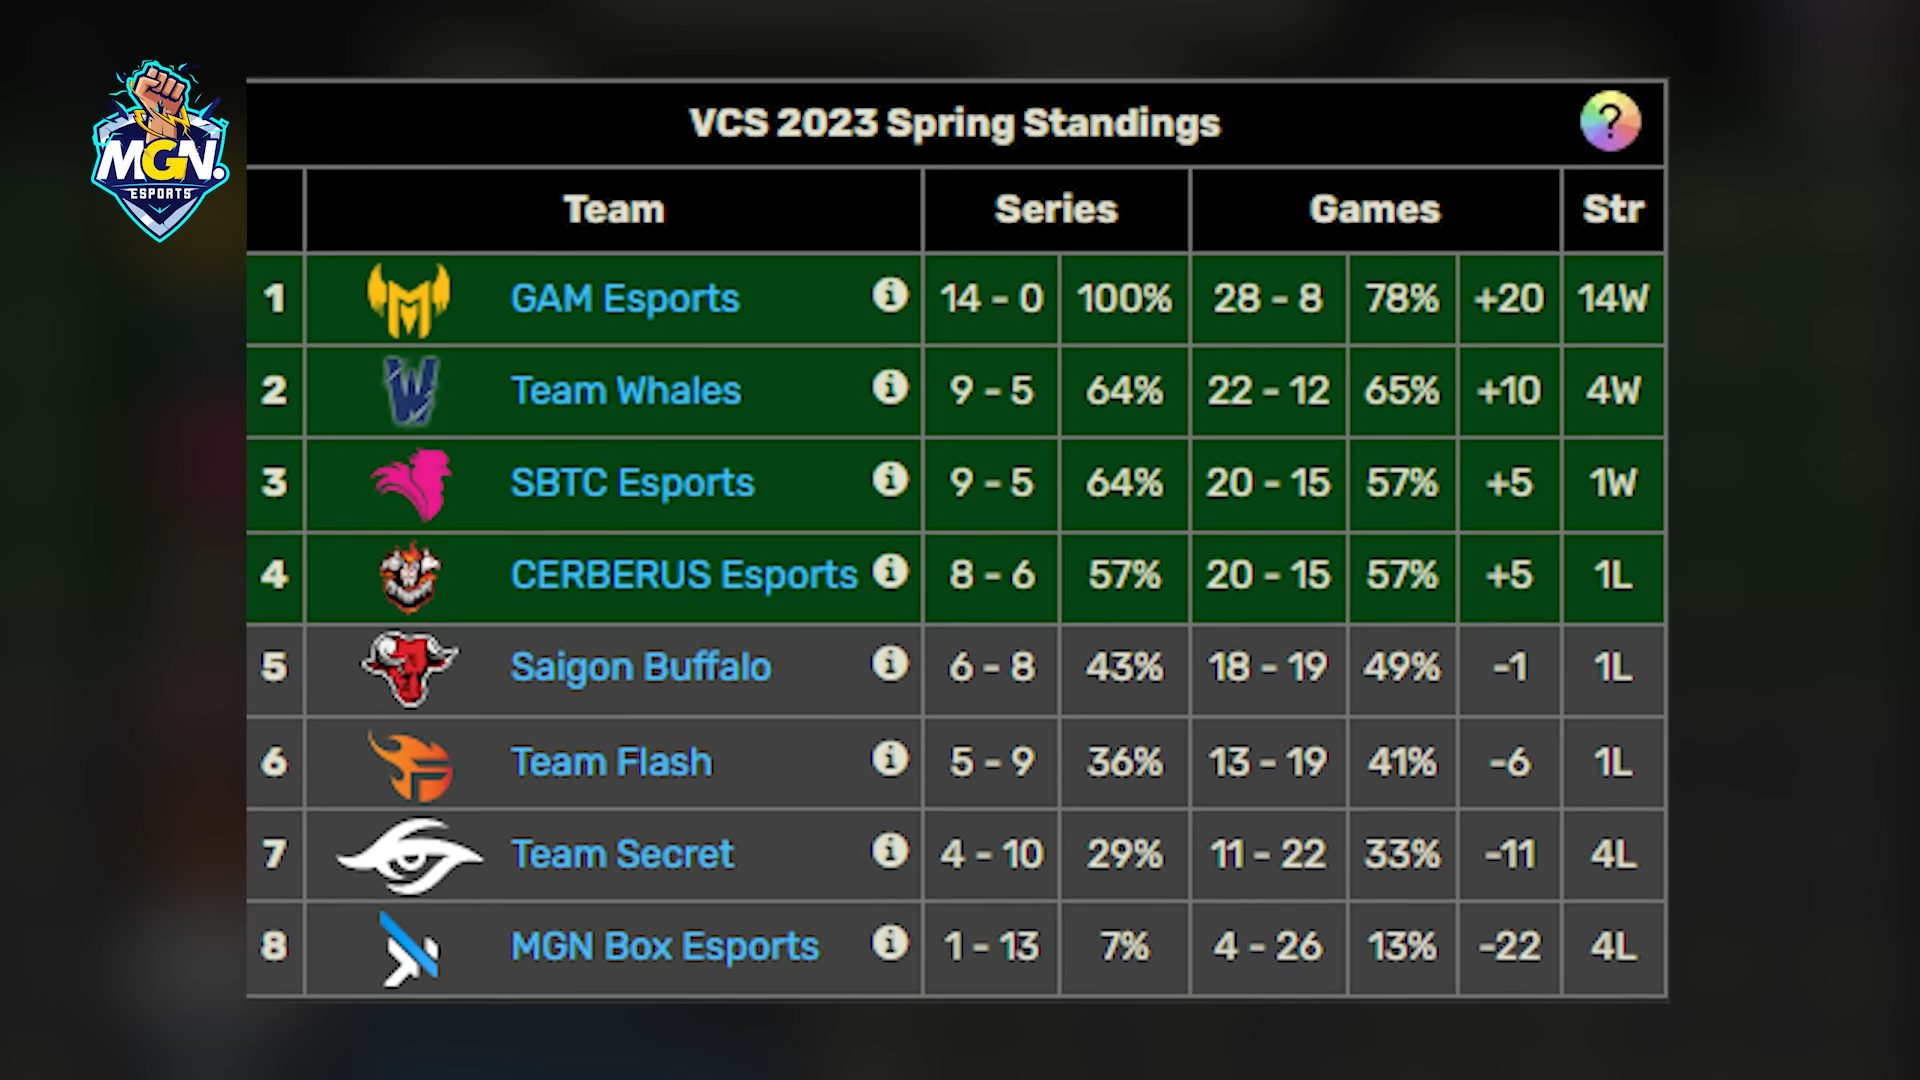 MGN.
ESPORTS
VCS 2023 Spring Standings ?
Team Series Games Str
1 GAM Esports i 14 - 0 100% 28 - 8 78% +20 14W
2 W Team Whales i 9 - 5 64% 22 - 12 65% +10 4W
3 SBTC Esports i 9 - 5 64% 20 - 15 57% +5 1W
4 CERBERUS Esports i 8 - 6 57% 20 - 15 57% +5 1L
5 Saigon Buffalo i 6 - 8 43% 18 - 19 49% -1 1L
6 Team Flash i 5 - 9 36% 13 - 19 41% -6 1L
7 Team Secret i 4 - 10 29% 11 - 22 33% -11 4L
8 MGN Box Esports i 1 - 13 7% 4 - 26 13% -22 4L